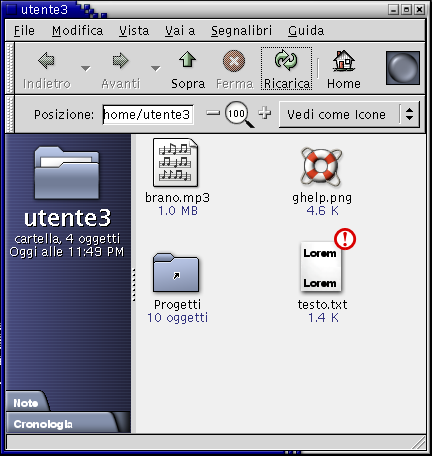 utente3
File Modifica Vista Vai a Segnalibri Guida
Indietro Avanti Sopra Ferma Ricarica Home
Posizione: home/utente3 100 Vedi come Icone
utente3
cartella, 4 oggetti
Oggi alle 11:49 PM
brano.mp3
1.0 MB
ghelp.png
4.6 K
Lorem
Lorem
Progetti
10 oggetti
testo.txt
1.4 K
Note
Cronologia